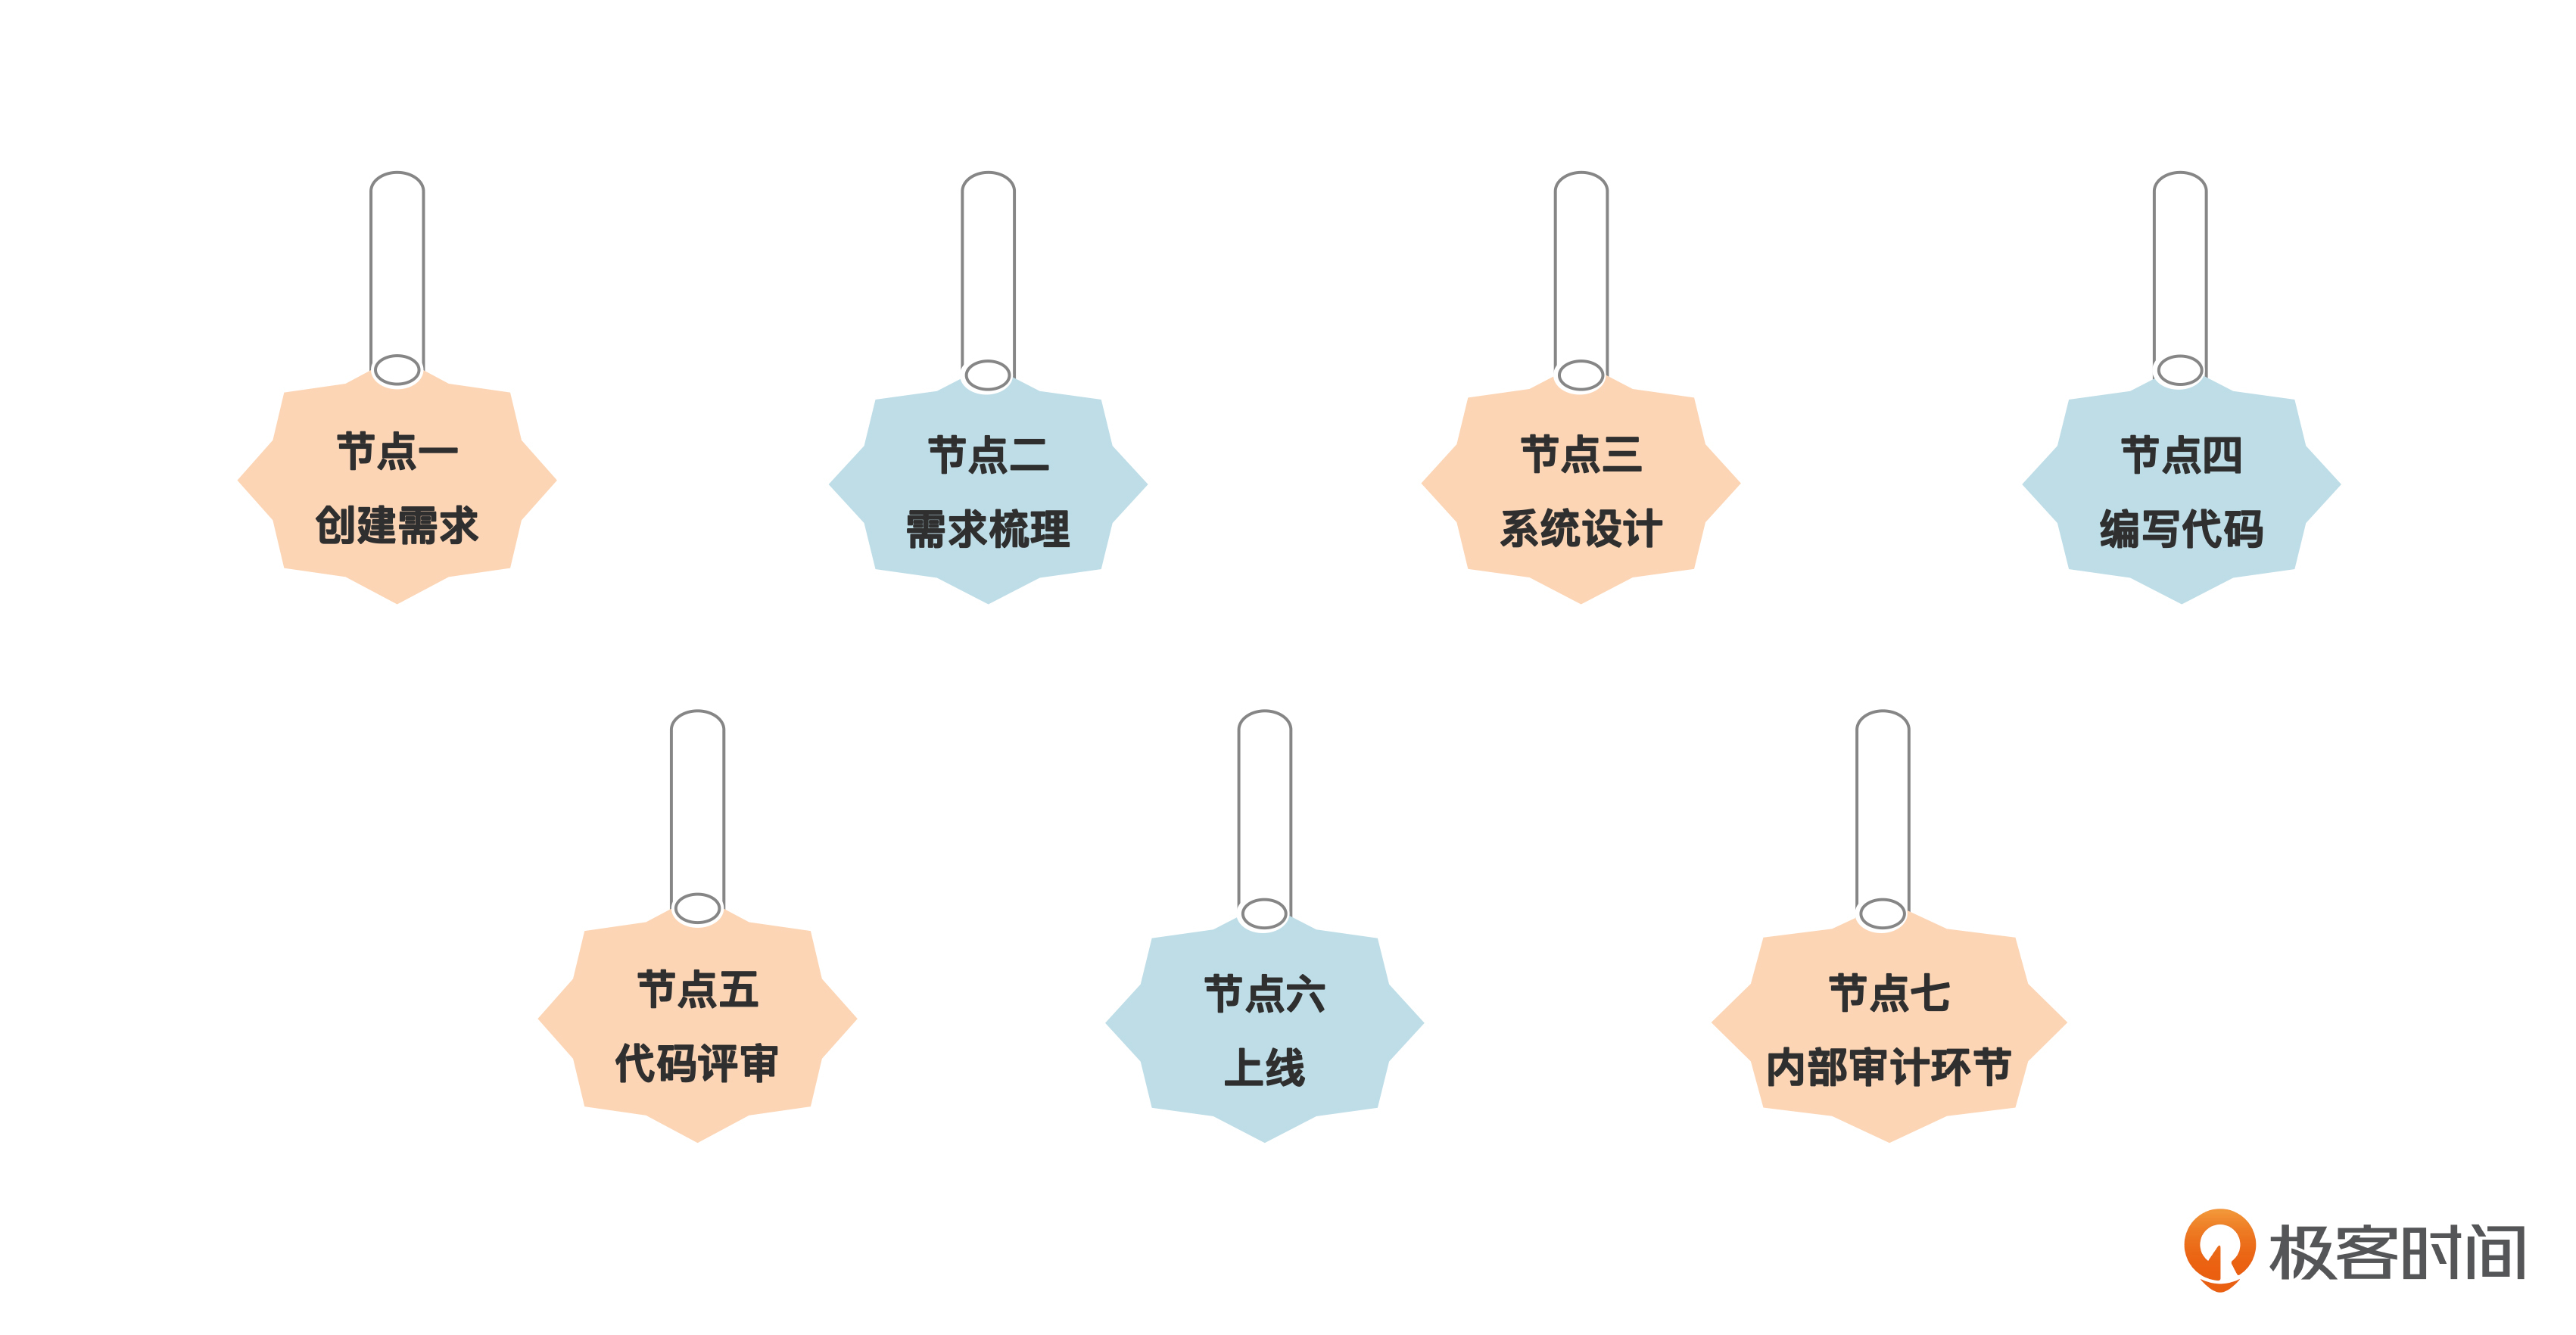 节点一
创建需求
节点二
需求梳理
节点三
系统设计
节点四
编写代码
节点五
代码评审
节点六
上线
节点七
内部审计环节
极客时间